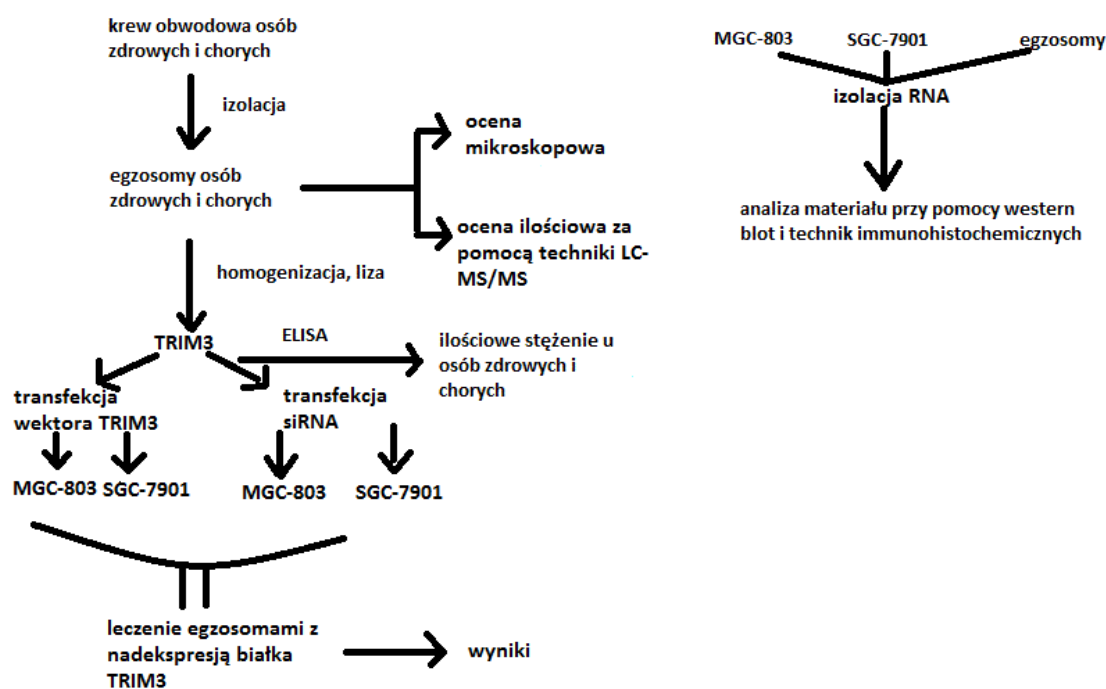 krew obwodowa osób
zdrowych i chorych
izolacja
egzosomy osób
zdrowych i chorych
ocena
mikroskopowa
ocena ilościowa za
pomocą techniki LC-
MS/MS
homogenizacja, liza
TRIM3
ELISA
ilościowe stężenie u
osób zdrowych i
chorych
transfekcja
wektora TRIM3
transfekcja
siRNA
MGC-803
SGC-7901
MGC-803
SGC-7901
leczenie egzosomami z
nadekspresją białka
TRIM3
wyniki
MGC-803
SGC-7901
egzosomy
izolacja RNA
analiza materiału przy pomocy western
blot i technik immunohistochemicznych